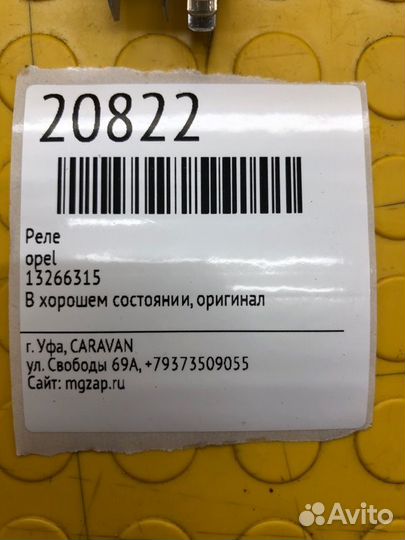 20822
Реле
opel
13266315
В хорошем состоянии, оригинал
г. Уфа, CARAVAN
ул. Свободы 69А, +79373509055
Сайт: mgzap.ru
Avito